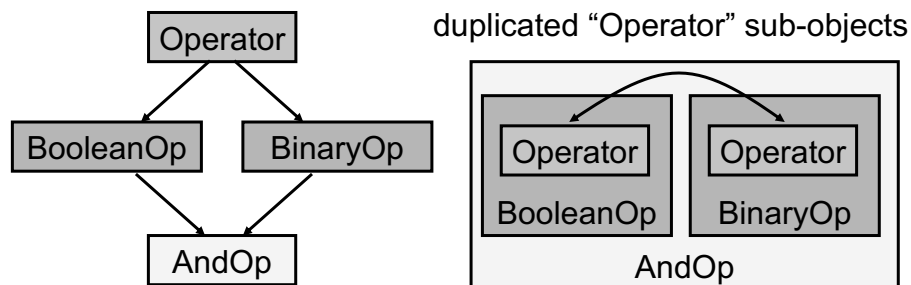 Operator
BooleanOp
BinaryOp
AndOp
duplicated “Operator” sub-objects
Operator
Operator
BooleanOp
BinaryOp
AndOp